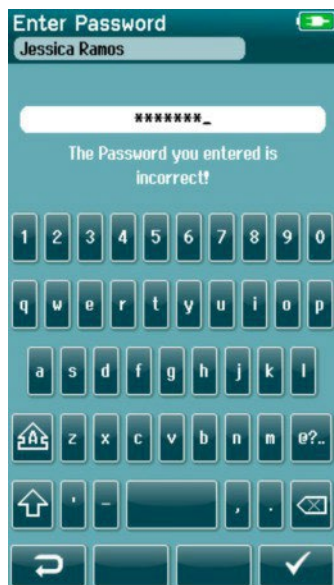 Enter Password
Jessica Ramos
*******_
The Password you entered is
incorrect!
1 2 3 4 5 6 7 8 9 0
q w e r t y u i o p
a s d f g h j k l
A z x c v b n m @?..
' - , .